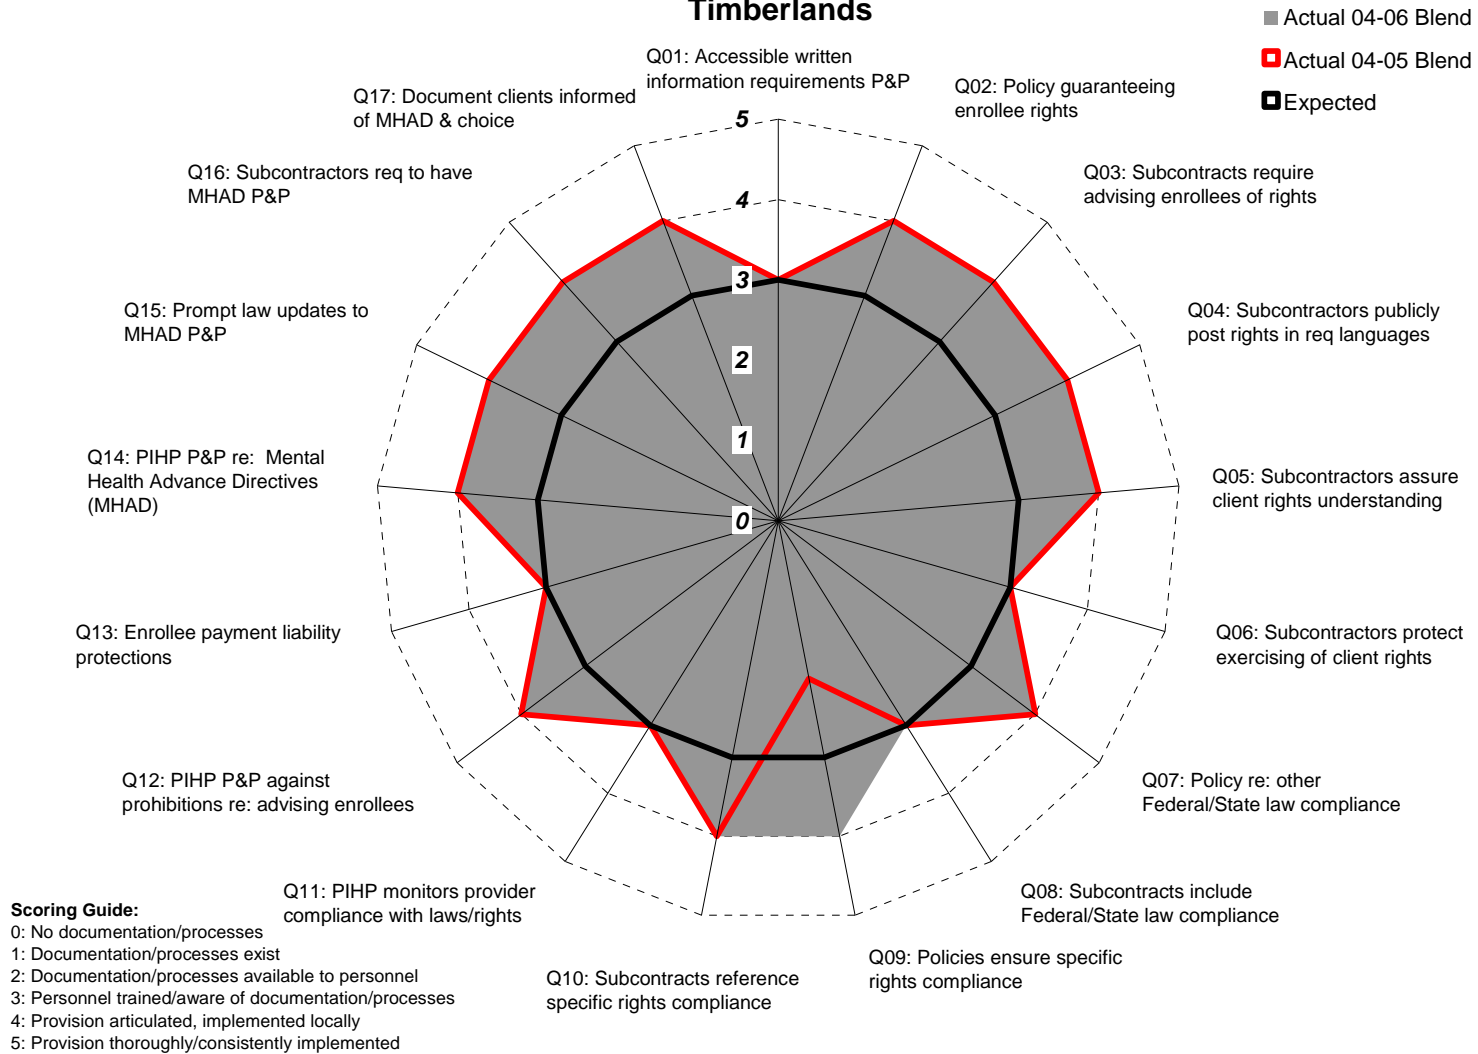 Timberlands
Actual 04-06 Blend
Actual 04-05 Blend
Expected
Q01: Accessible written
information requirements P&P
Q02: Policy guaranteeing
enrollee rights
Q03: Subcontracts require
advising enrollees of rights
Q04: Subcontractors publicly
post rights in req languages
Q05: Subcontractors assure
client rights understanding
Q06: Subcontractors protect
exercising of client rights
Q07: Policy re: other
Federal/State law compliance
Q08: Subcontracts include
Federal/State law compliance
Q09: Policies ensure specific
rights compliance
Q10: Subcontracts reference
specific rights compliance
Q11: PIHP monitors provider
compliance with laws/rights
Q12: PIHP P&P against
prohibitions re: advising enrollees
Q13: Enrollee payment liability
protections
Q14: PIHP P&P re:  Mental
Health Advance Directives
(MHAD)
Q15: Prompt law updates to
MHAD P&P
Q16: Subcontractors req to have
MHAD P&P
Q17: Document clients informed
of MHAD & choice
5
4
3
2
1
0
Scoring Guide:
0: No documentation/processes
1: Documentation/processes exist
2: Documentation/processes available to personnel
3: Personnel trained/aware of documentation/processes
4: Provision articulated, implemented locally
5: Provision thoroughly/consistently implemented